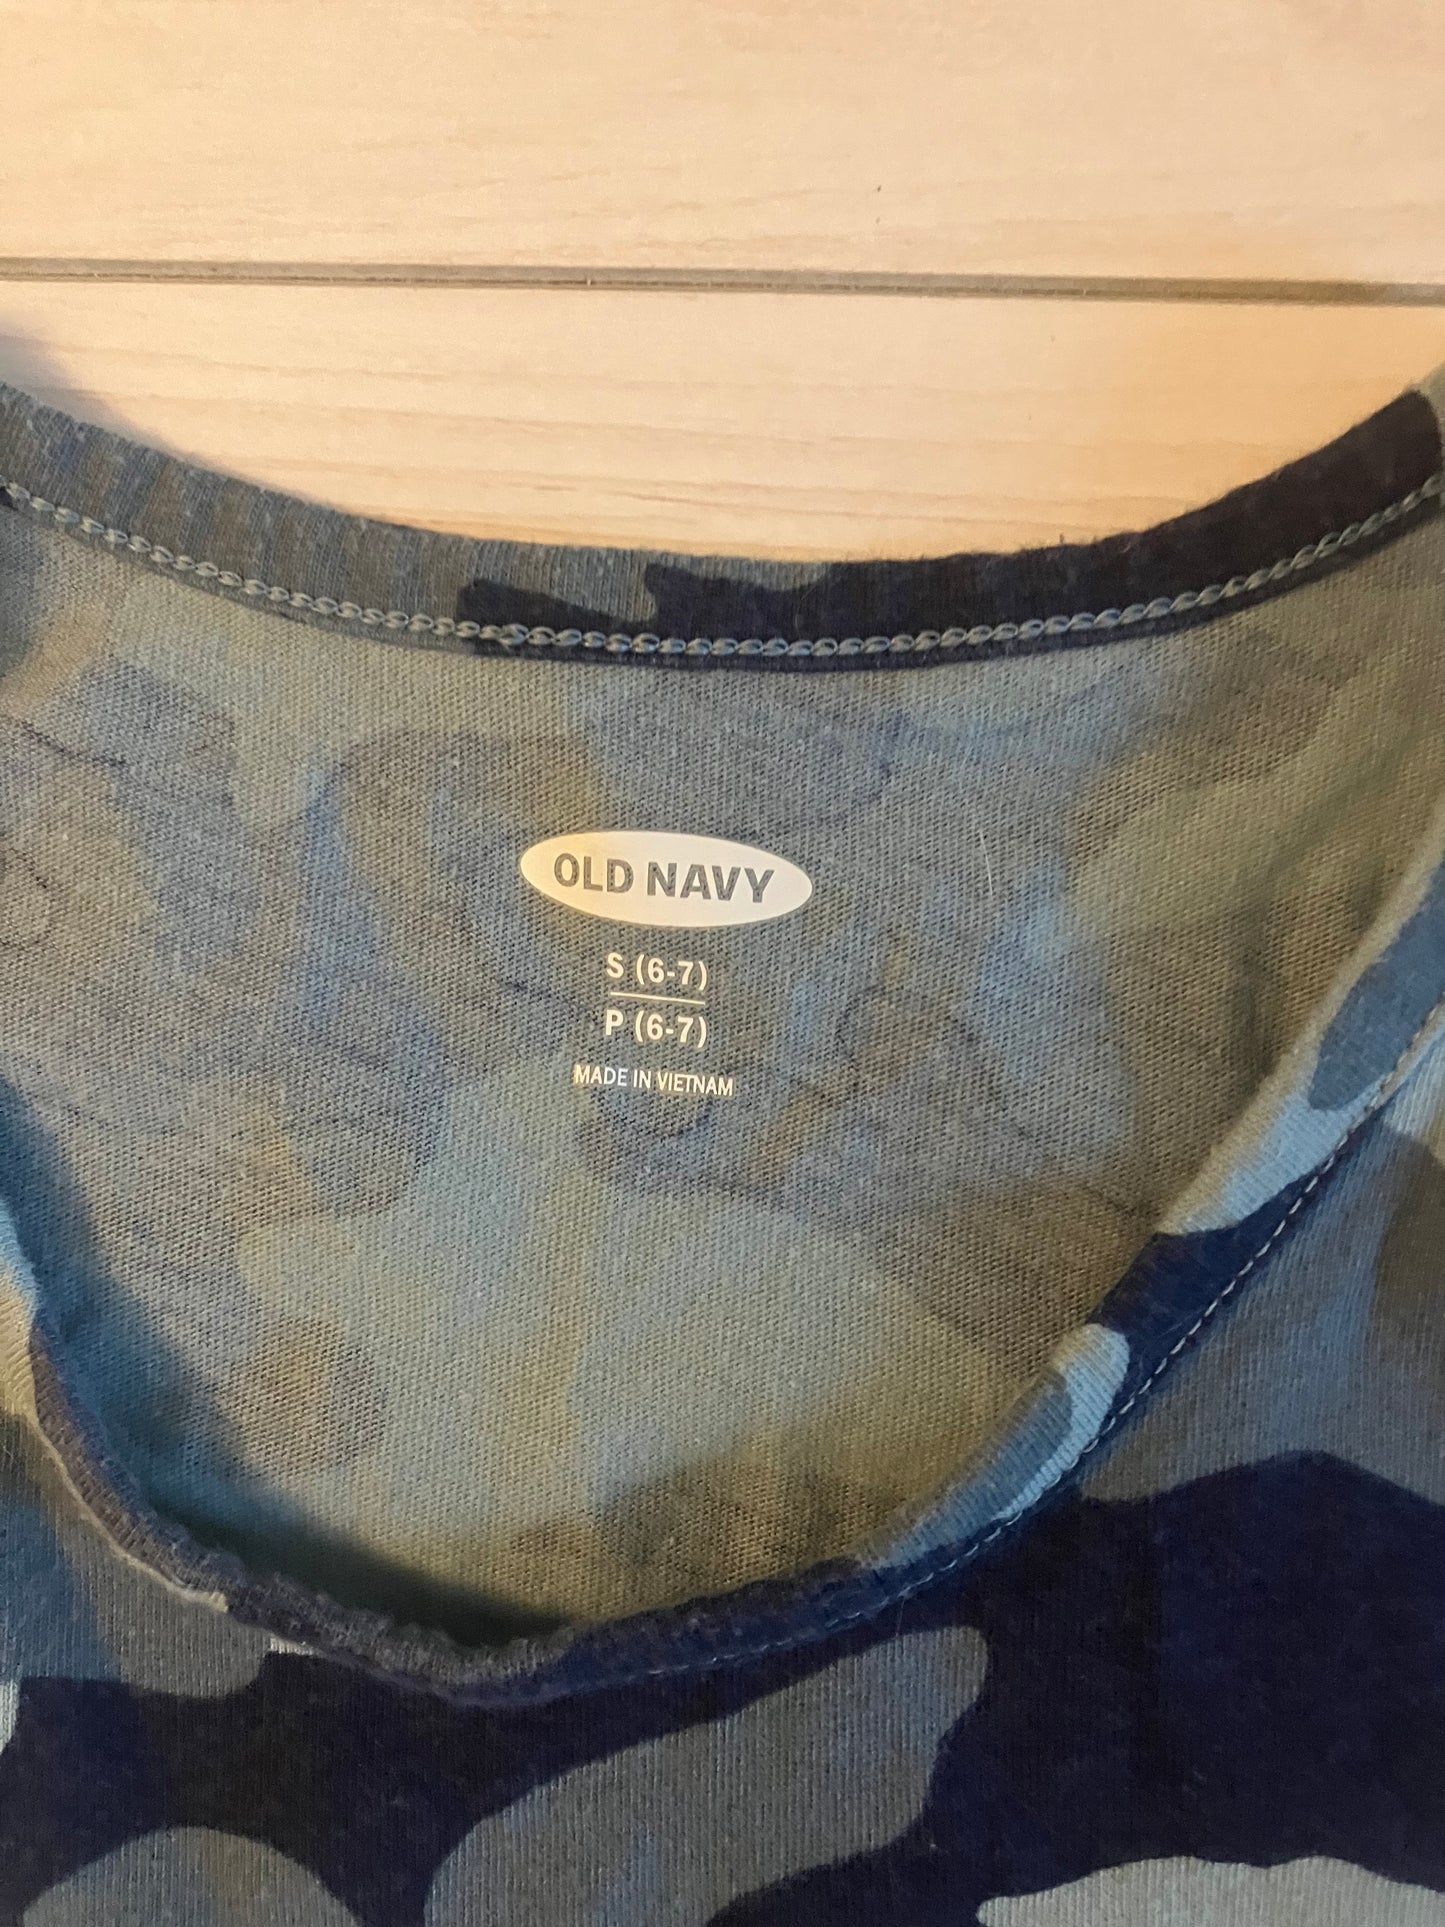 OLD NAVY
S (6-7)
P (6-7)
MADE IN VIETNAM